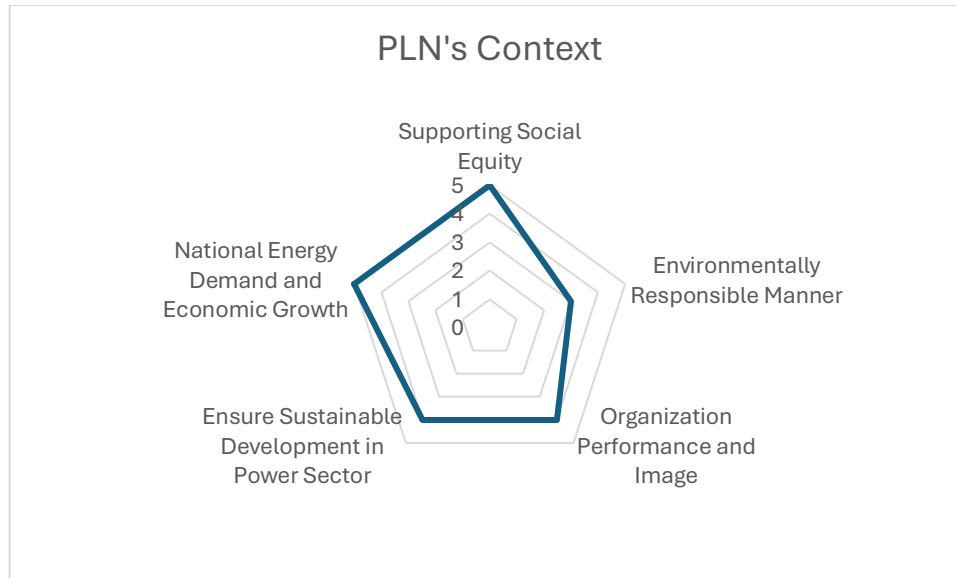 PLN's Context
Supporting Social
Equity
5
4
3
2
1
0
Environmentally
Responsible Manner
Organization
Performance and
Image
Ensure Sustainable
Development in
Power Sector
National Energy
Demand and
Economic Growth